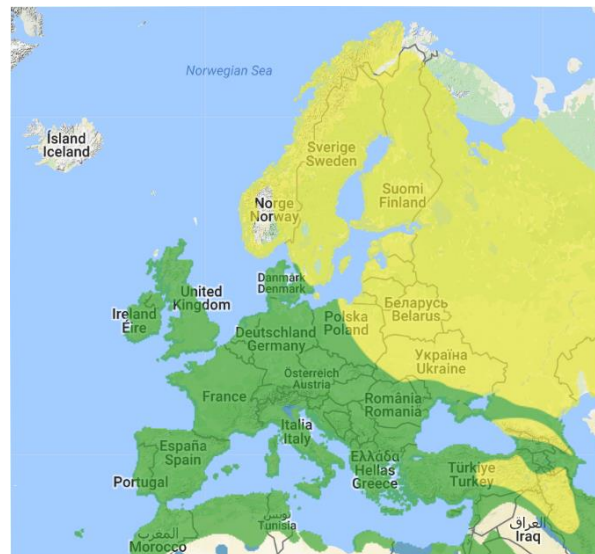 Norwegian Sea
Ísland
Iceland
Sverige
Sweden
Suomi
Finland
Norge
Norway
Danmark
Denmark
United
Kingdom
Ireland
Éire
Беларусь
Belarus
Polska
Poland
Deutschland
Germany
Україна
Ukraine
Österreich
Austria
France
România
Romania
Italia
Italy
España
Spain
Ελλάδα
Hellas
Greece
Türkiye
Turkey
Portugal
تونس
Tunisia
المغرب
Morocco
العراق
Iraq